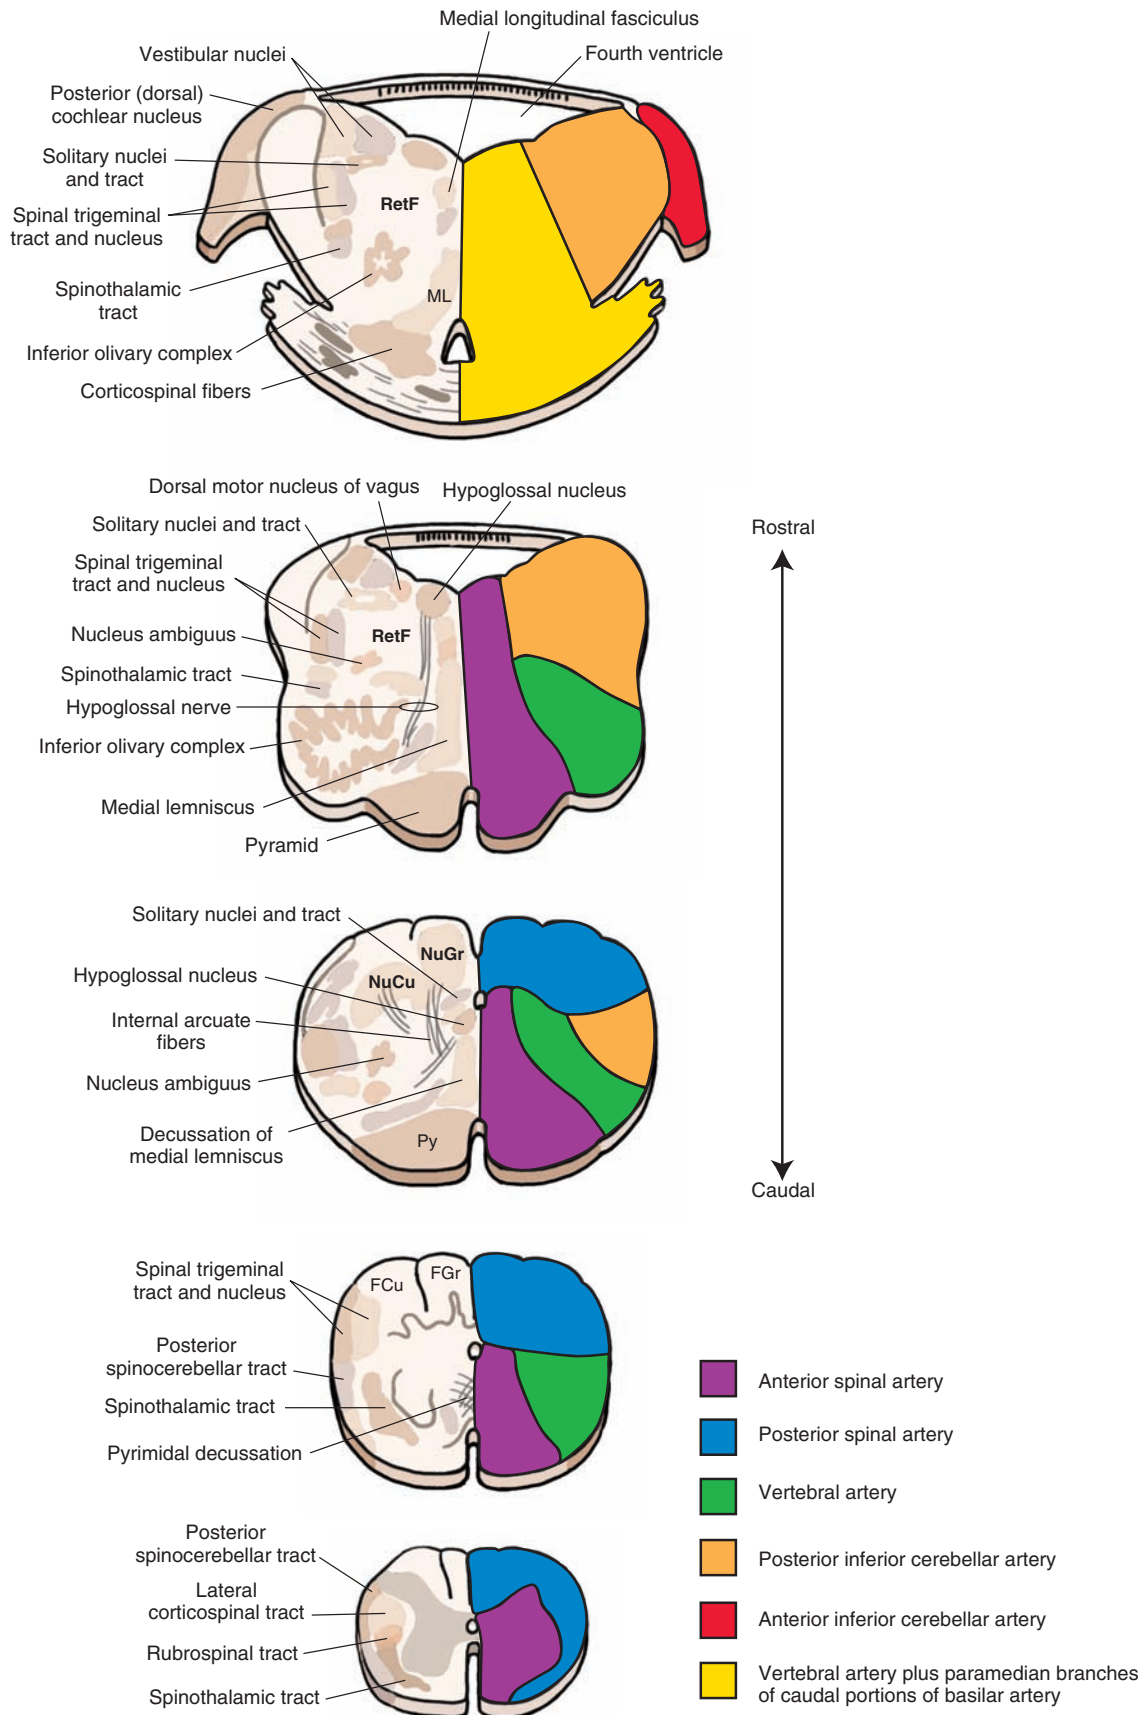 Medial longitudinal fasciculus
Vestibular nuclei
Fourth ventricle
Posterior (dorsal)
cochlear nucleus
Solitary nuclei
and tract
Spinal trigeminal
tract and nucleus
RetF
Spinothalamic
tract
ML
Inferior olivary complex
Corticospinal fibers
Dorsal motor nucleus of vagus
Hypoglossal nucleus
Solitary nuclei and tract
Spinal trigeminal
tract and nucleus
Nucleus ambiguus
RetF
Spinothalamic tract
Hypoglossal nerve
Inferior olivary complex
Medial lemniscus
Pyramid
Rostral
Caudal
Solitary nuclei and tract
NuGr
Hypoglossal nucleus
NuCu
Internal arcuate
fibers
Nucleus ambiguus
Decussation of
medial lemniscus
Py
Spinal trigeminal
tract and nucleus
FCu
FGr
Posterior
spinocerebellar tract
Spinothalamic tract
Pyrimidal decussation
Posterior
spinocerebellar tract
Lateral
corticospinal tract
Rubrospinal tract
Spinothalamic tract
Anterior spinal artery
Posterior spinal artery
Vertebral artery
Posterior inferior cerebellar artery
Anterior inferior cerebellar artery
Vertebral artery plus paramedian branches
of caudal portions of basilar artery